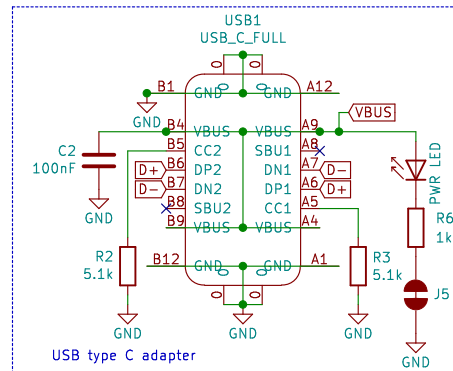 USB1
USB_C_FULL
B1 GND GND A12
GND
VBUS
B4 VBUS VBUS A9
B5 CC2 SBU1 A8
C2
100nF
D+ B6 DP2 DN1 A7 D-
D- B7 DN2 DP1 A6 D+
B8 SBU2 CC1 A5
B9 VBUS VBUS A4
PWR_LED
GND
R6
1k
R2
5.1k
B12 GND GND A1
R3
5.1k
J5
GND
GND
GND
GND
USB type C adapter